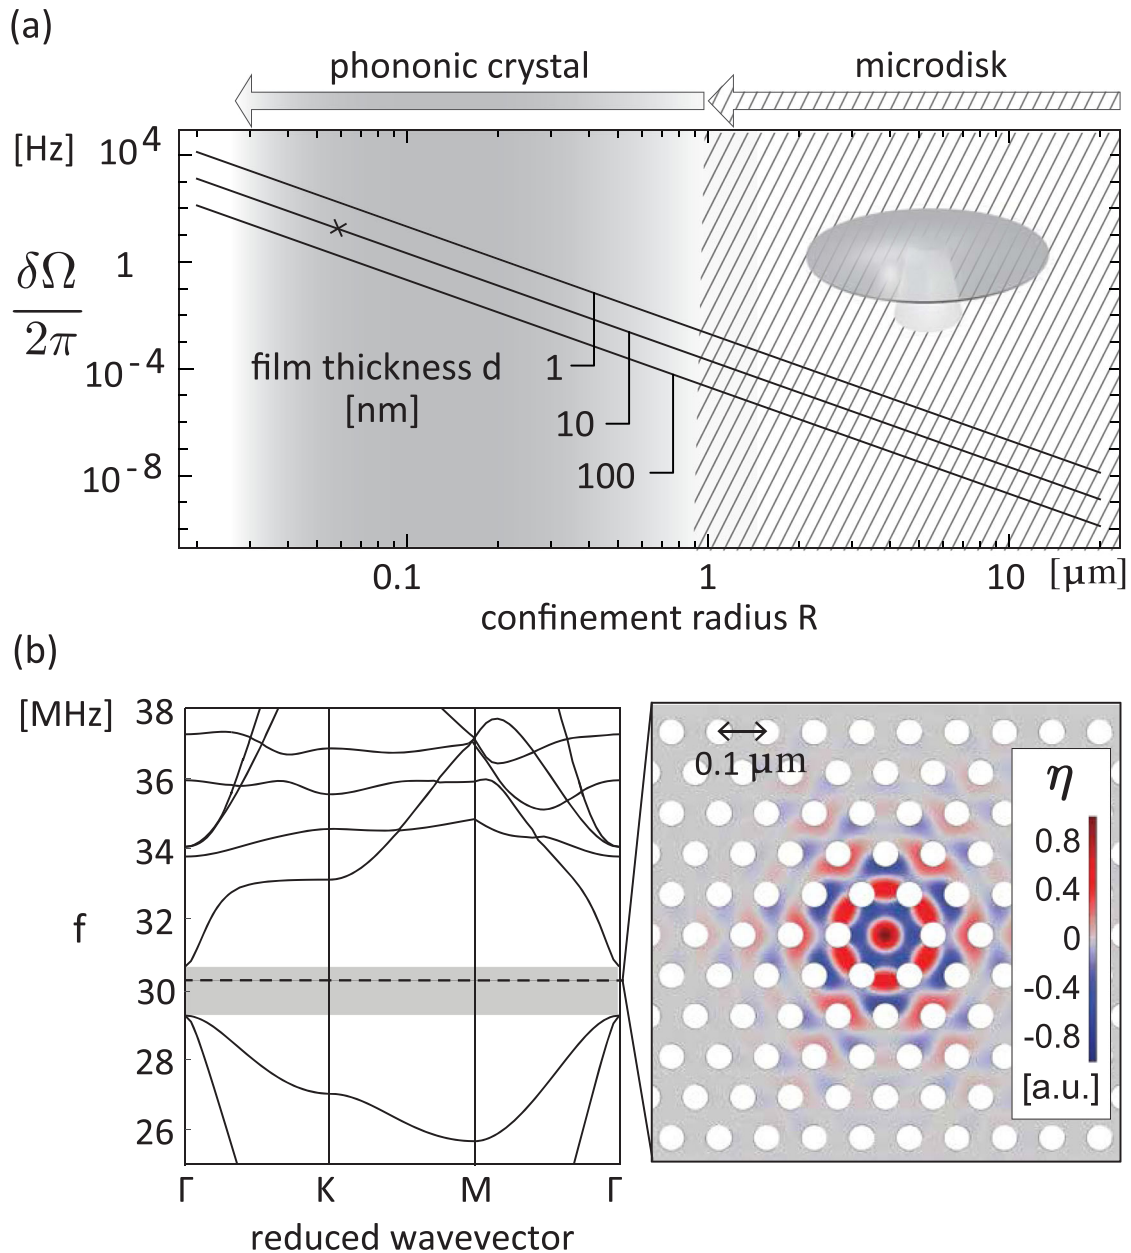 (a)
phononic crystal
microdisk
[Hz]
10^4
1
10^-4
10^-8
δΩ
2π
film thickness d
[nm]
1
10
100
0.1
1
10
[μm]
confinement radius R
(b)
[MHz]
38
36
34
32
30
28
26
f
Γ
K
M
Γ
reduced wavevector
0.1 μm
η
0.8
0.4
0
-0.4
-0.8
[a.u.]